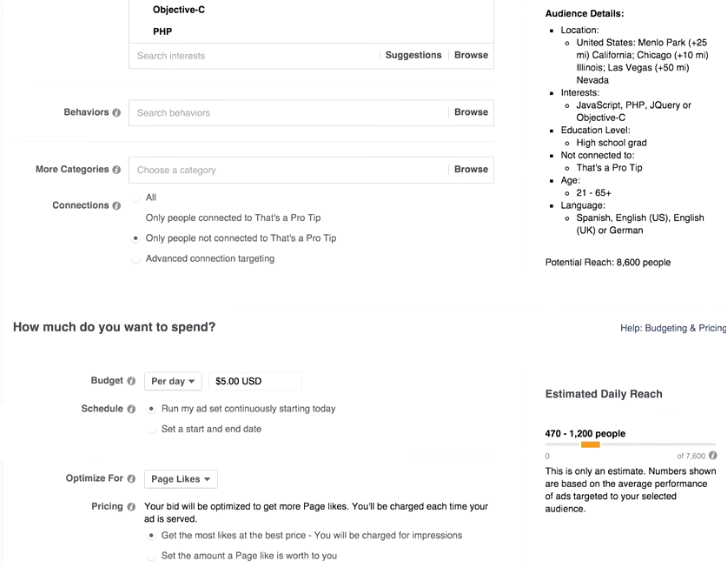 Objective-C
PHP
Search interests
Suggestions
Browse
Behaviors
Search behaviors
Browse
More Categories
Choose a category
Browse
Connections
All
Only people connected to That's a Pro Tip
Only people not connected to That's a Pro Tip
Advanced connection targeting
Audience Details:
Location:
United States: Menlo Park (+25
mi) California; Chicago (+10 mi)
Illinois; Las Vegas (+50 mi)
Nevada
Interests:
JavaScript, PHP, JQuery or
Objective-C
Education Level:
High school grad
Not connected to:
That's a Pro Tip
Age:
21 - 65+
Language:
Spanish, English (US), English
(UK) or German
Potential Reach: 8,600 people
How much do you want to spend?
Help: Budgeting & Pricing
Budget
Per day
$5.00 USD
Schedule
Run my ad set continuously starting today
Set a start and end date
Optimize For
Page Likes
Pricing
Your bid will be optimized to get more Page likes. You'll be charged each time your
ad is served.
Get the most likes at the best price - You will be charged for impressions
Set the amount a Page like is worth to you
Estimated Daily Reach
470 - 1,200 people
0
of 7,600
This is only an estimate. Numbers shown
are based on the average performance
of ads targeted to your selected
audience.